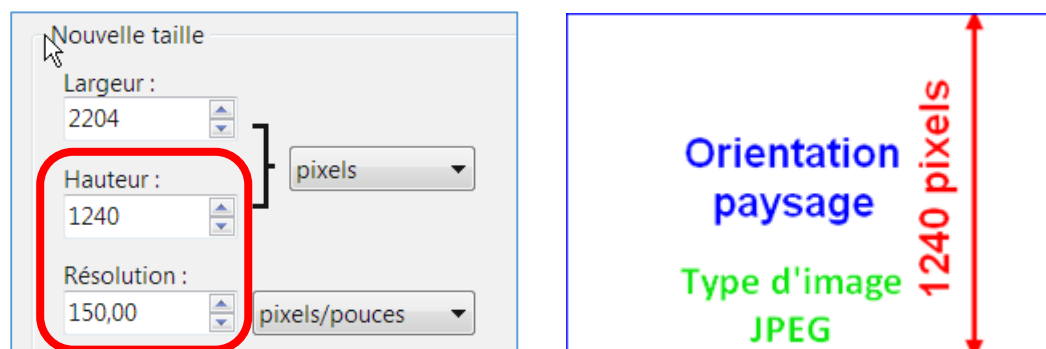 Nouvelle taille
Largeur :
2204
pixels
Hauteur :
1240
Résolution :
150,00
pixels/pouces
Orientation
paysage
1240 pixels
Type d'image
JPEG